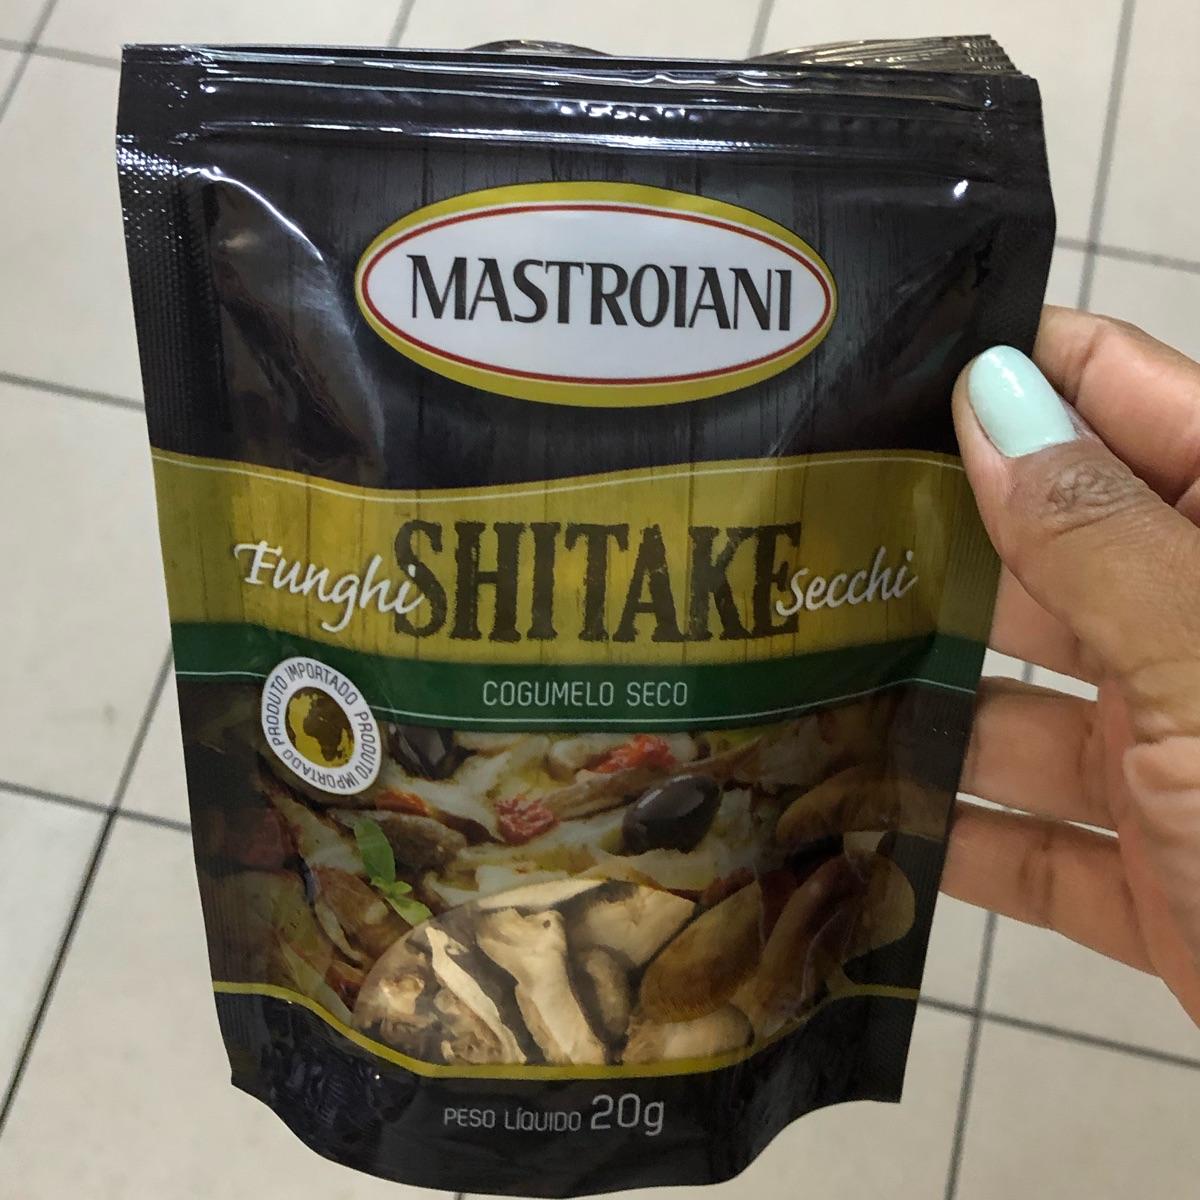 MASTROIANI
Funghi SHITAKE Secchi
COGUMELO SECO
PRODUTO IMPORTADO PRODUTO IMPORTADO
PESO LÍQUIDO 20g